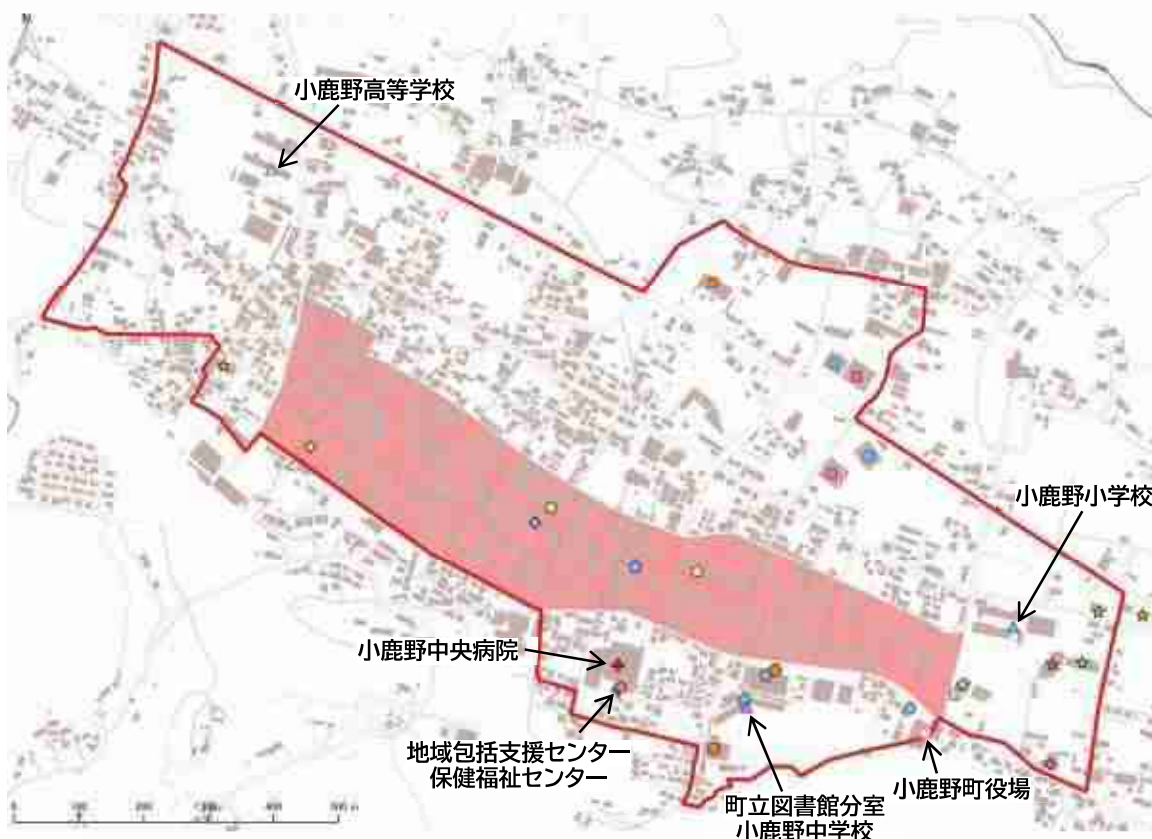 小鹿野高等学校
小鹿野小学校
小鹿野中央病院
地域包括支援センター
保健福祉センター
町立図書館分室
小鹿野中学校
小鹿野町役場